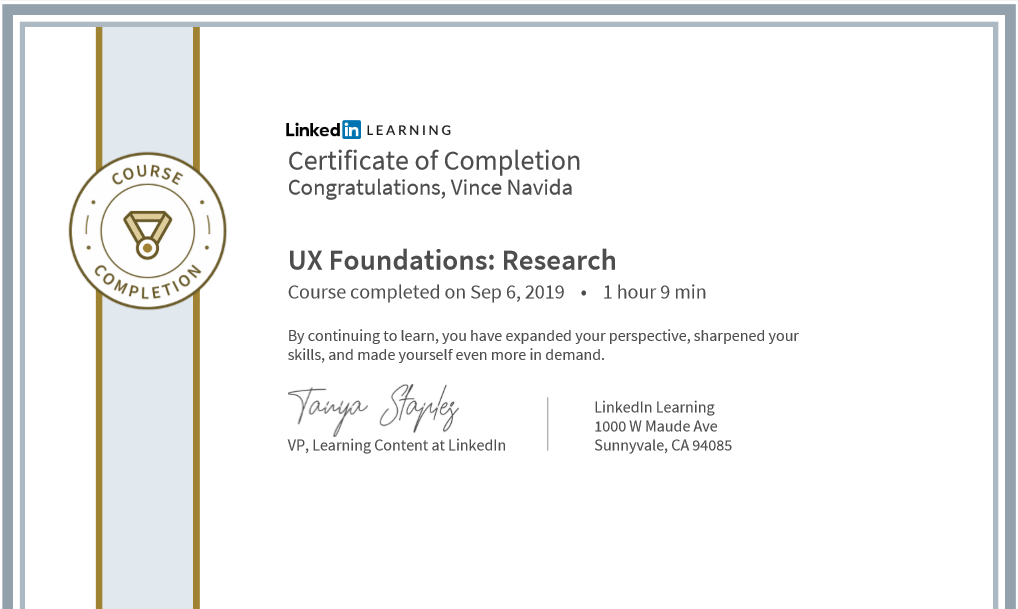 COURSE
COMPLETION
Linked in LEARNING
Certificate of Completion
Congratulations, Vince Navida
UX Foundations: Research
Course completed on Sep 6, 2019 • 1 hour 9 min
By continuing to learn, you have expanded your perspective, sharpened your
skills, and made yourself even more in demand.
Tanya Staples
VP, Learning Content at LinkedIn
LinkedIn Learning
1000 W Maude Ave
Sunnyvale, CA 94085